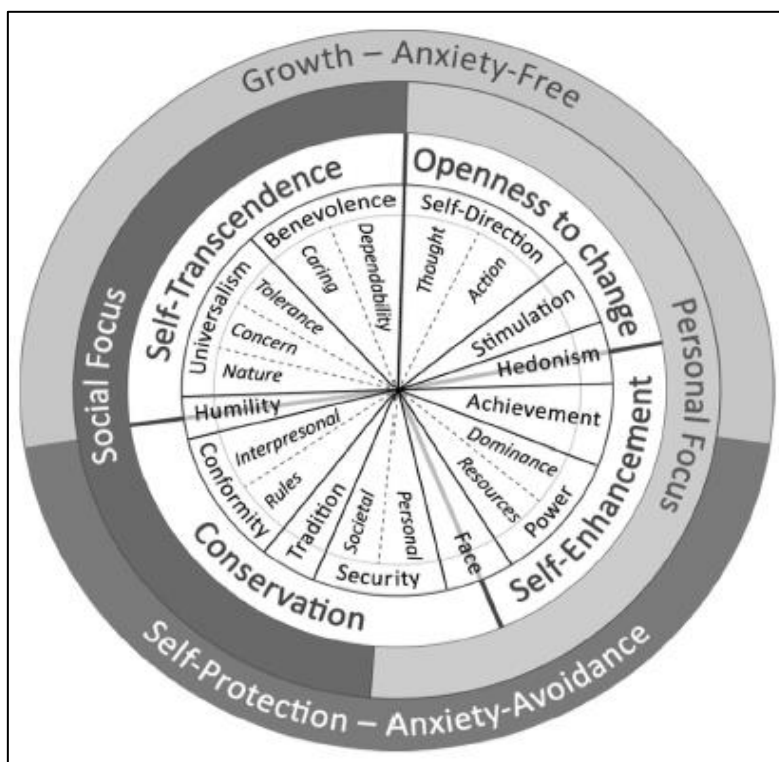 Growth – Anxiety-Free
Social Focus
Personal Focus
Self-Protection – Anxiety-Avoidance
Self-Transcendence
Openness to change
Self-Enhancement
Conservation
Benevolence
Caring
Dependability
Self-Direction
Thought
Action
Stimulation
Hedonism
Achievement
Dominance
Resources
Power
Face
Security
Personal
Societal
Tradition
Conformity
Rules
Interpresonal
Humility
Universalism
Nature
Concern
Tolerance